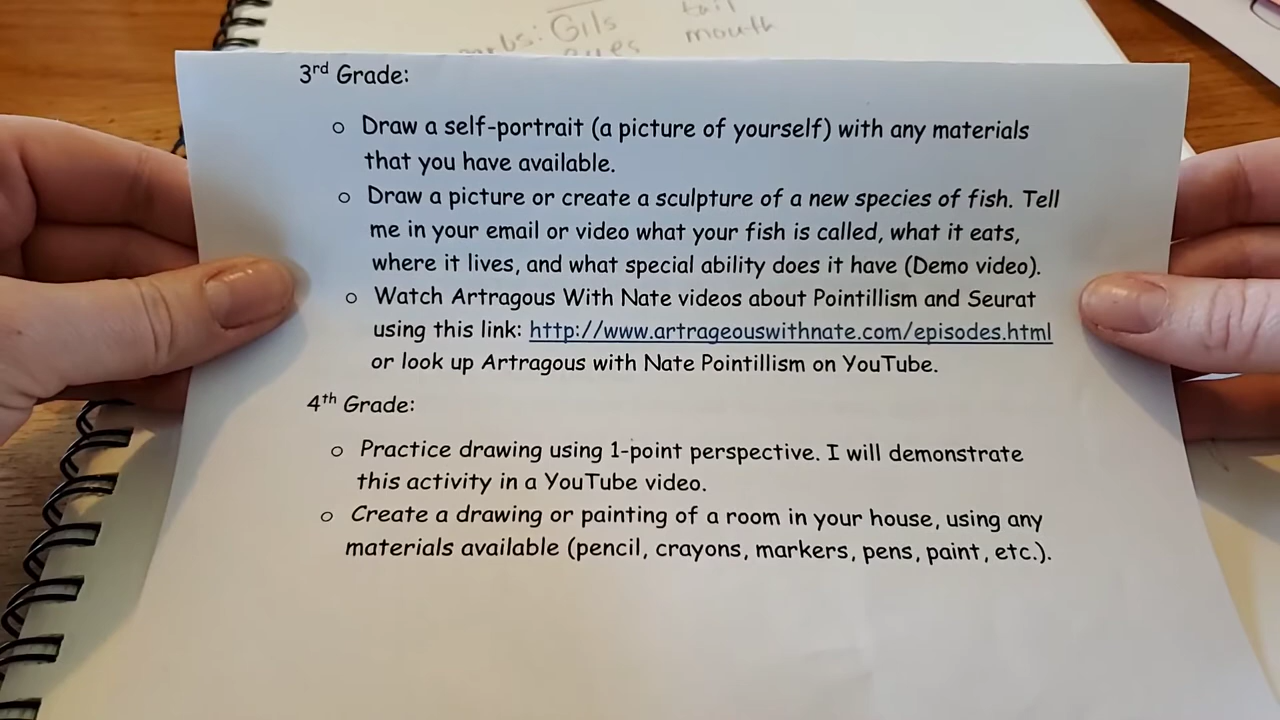 Gils tail
mouth
3rd Grade:
○ Draw a self-portrait (a picture of yourself) with any materials
that you have available.
○ Draw a picture or create a sculpture of a new species of fish. Tell
me in your email or video what your fish is called, what it eats,
where it lives, and what special ability does it have (Demo video).
○ Watch Artragous With Nate videos about Pointillism and Seurat
using this link: http://www.artrageouswithnate.com/episodes.html
or look up Artragous with Nate Pointillism on YouTube.
4th Grade:
○ Practice drawing using 1-point perspective. I will demonstrate
this activity in a YouTube video.
○ Create a drawing or painting of a room in your house, using any
materials available (pencil, crayons, markers, pens, paint, etc.).